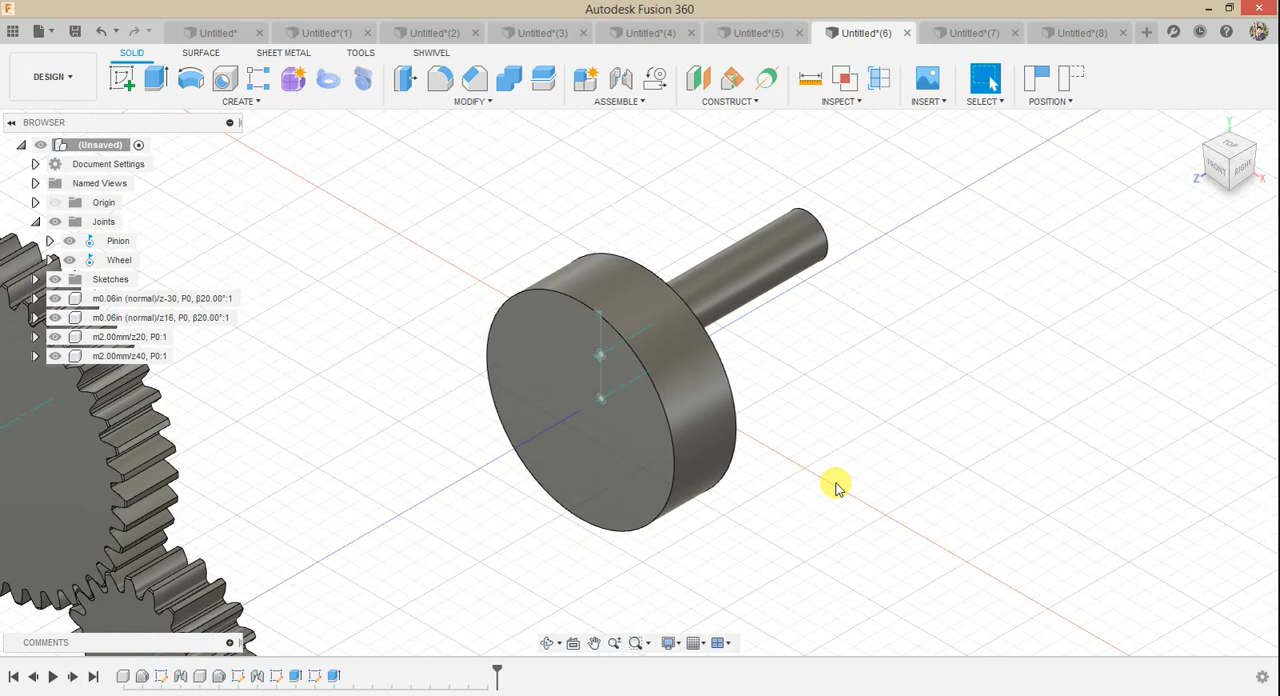 Autodesk Fusion 360
Untitled* Untitled*(1) Untitled*(2) Untitled*(3) Untitled*(4) Untitled*(5) Untitled*(6) Untitled*(7) Untitled*(8)
SOLID SURFACE SHEET METAL TOOLS SHWIVEL
DESIGN
CREATE MODIFY ASSEMBLE CONSTRUCT INSPECT INSERT SELECT POSITION
BROWSER
(Unsaved)
Document Settings
Named Views
Origin
Joints
Pinion
Wheel
Sketches
m0.06in (normal)/z-30, P0, β20.00°:1
m0.06in (normal)/z16, P0, β20.00°:1
m2.00mm/z20, P0:1
m2.00mm/z40, P0:1
Y
TOP
FRONT RIGHT
Z X
COMMENTS